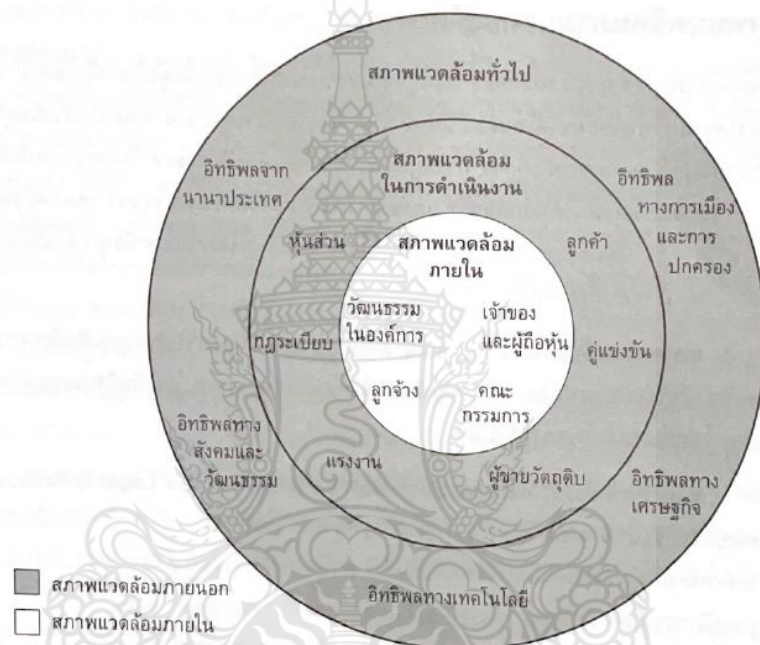 สภาพแวดล้อมทั่วไป
อิทธิพลจาก
นานาประเทศ
สภาพแวดล้อม
ในการดำเนินงาน
อิทธิพล
ทางการเมือง
และการ
ปกครอง
หุ้นส่วน
สภาพแวดล้อม
ภายใน
ลูกค้า
วัฒนธรรม
ในองค์การ
เจ้าของ
และผู้ถือหุ้น
กฎระเบียบ
คู่แข่งขัน
ลูกจ้าง
คณะ
กรรมการ
อิทธิพลทาง
สังคมและ
วัฒนธรรม
แรงงาน
ผู้ขายวัตถุดิบ
อิทธิพลทาง
เศรษฐกิจ
อิทธิพลทางเทคโนโลยี
สภาพแวดล้อมภายนอก
สภาพแวดล้อมภายใน